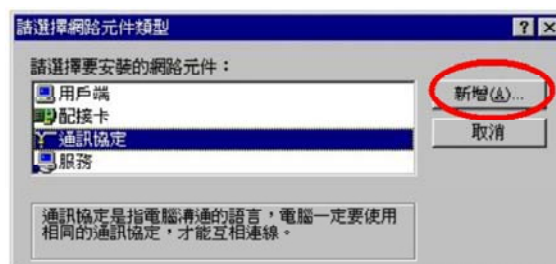 請選擇網路元件類型
請選擇要安裝的網路元件：
用戶端
配接卡
通訊協定
服務
新增(A)...
取消
通訊協定是指電腦溝通的語言，電腦一定要使用
相同的通訊協定，才能互相連線。